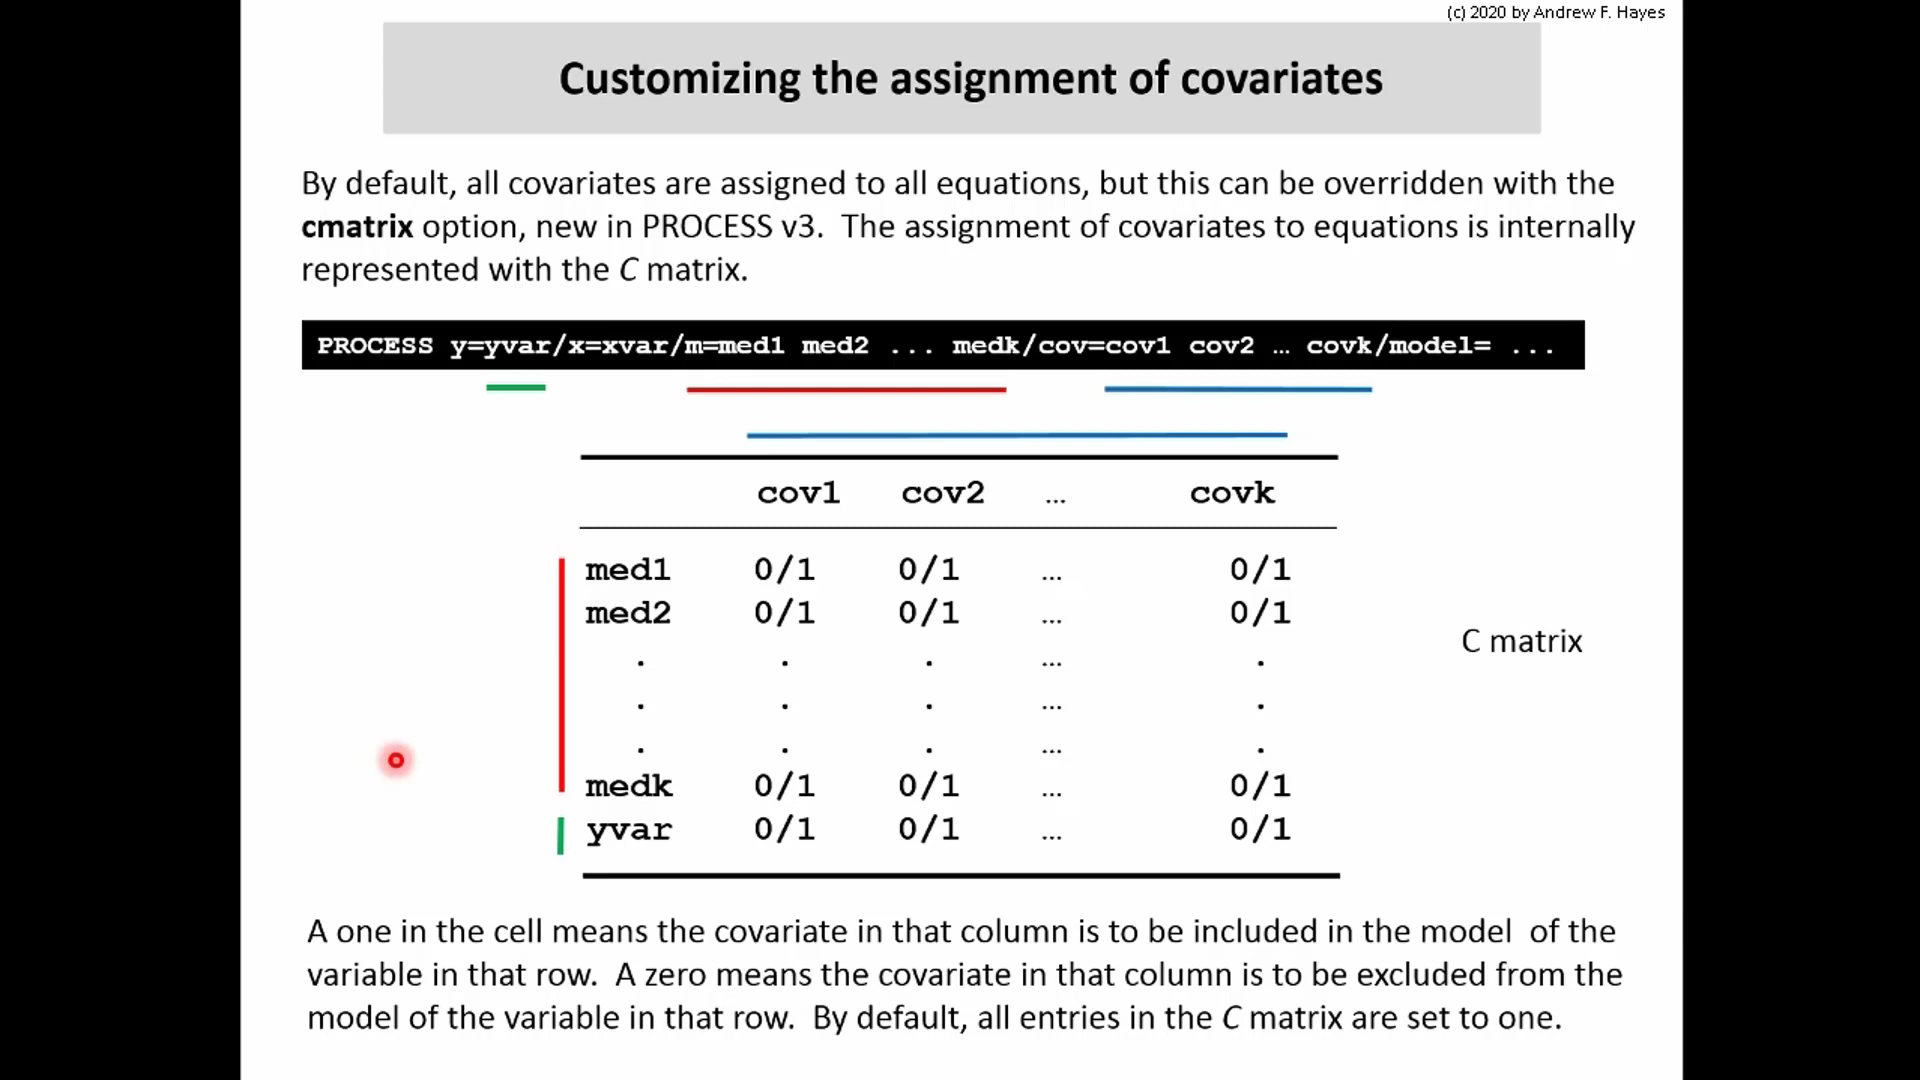 (c) 2020 by Andrew F. Hayes
Customizing the assignment of covariates
By default, all covariates are assigned to all equations, but this can be overridden with the
cmatrix option, new in PROCESS v3. The assignment of covariates to equations is internally
represented with the C matrix.
PROCESS y=yvar/x=xvar/m=med1 med2 ... medk/cov=cov1 cov2 … covk/model= ...
cov1 cov2 … covk
med1 0/1 0/1 … 0/1
med2 0/1 0/1 … 0/1
. . . … .
. . . … .
. . . … .
medk 0/1 0/1 … 0/1
yvar 0/1 0/1 … 0/1
C matrix
A one in the cell means the covariate in that column is to be included in the model of the
variable in that row. A zero means the covariate in that column is to be excluded from the
model of the variable in that row. By default, all entries in the C matrix are set to one.